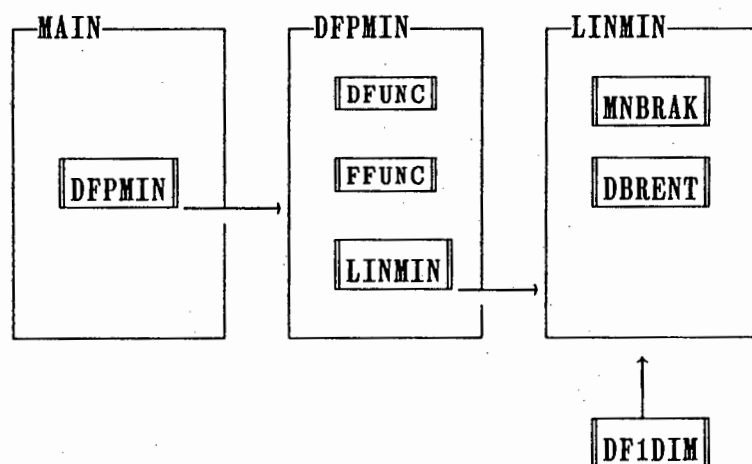 MAIN
DFPMIN
DFPMIN
DFUNC
FFUNC
LINMIN
LINMIN
MNBRAK
DBRENT
DF1DIM